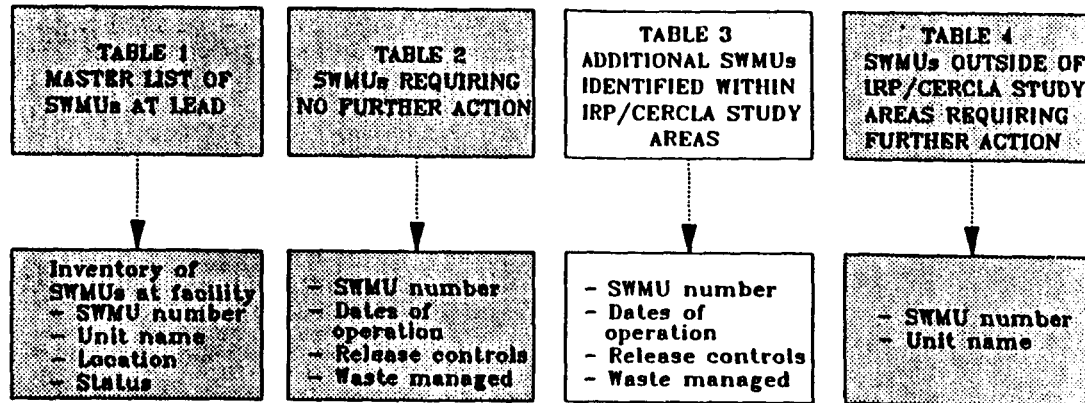 TABLE 1
MASTER LIST OF
SWMUs AT LEAD
TABLE 2
SWMUs REQUIRING
NO FURTHER ACTION
TABLE 3
ADDITIONAL SWMUs
IDENTIFIED WITHIN
IRP/CERCLA STUDY
AREAS
TABLE 4
SWMUs OUTSIDE OF
IRP/CERCLA STUDY
AREAS REQUIRING
FURTHER ACTION
Inventory of
SWMUs at facility
- SWMU number
- Unit name
- Location
- Status
- SWMU number
- Dates of
operation
- Release controls
- Waste managed
- SWMU number
- Dates of
operation
- Release controls
- Waste managed
- SWMU number
- Unit name